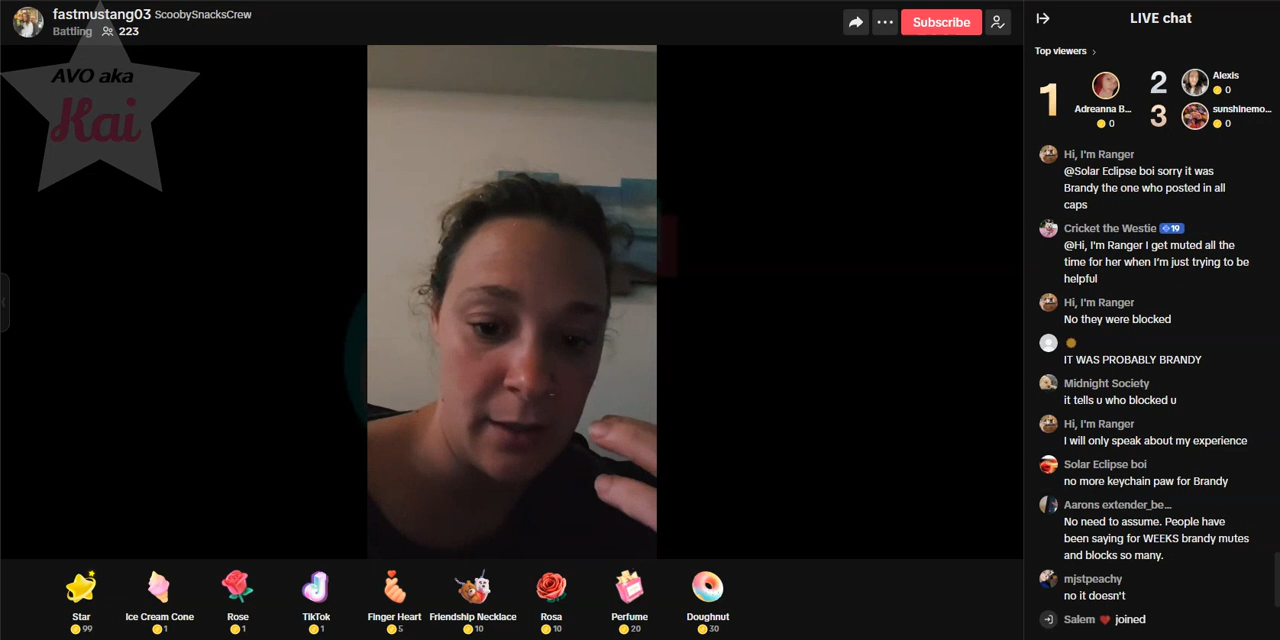 fastmustang03 ScoobySnacksCrew
Battling 223
Subscribe
AVO aka
Kai
LIVE chat
Top viewers
1
Adreanna B...
0
2
Alexis
0
3
sunshinemo...
0
Hi, I'm Ranger
@Solar Eclipse boi sorry it was
Brandy the one who posted in all
caps
Cricket the Westie 19
@Hi, I'm Ranger I get muted all the
time for her when I'm just trying to be
helpful
Hi, I'm Ranger
No they were blocked
IT WAS PROBABLY BRANDY
Midnight Society
it tells u who blocked u
Hi, I'm Ranger
I will only speak about my experience
Solar Eclipse boi
no more keychain paw for Brandy
Aarons extender_be...
No need to assume. People have
been saying for WEEKS brandy mutes
and blocks so many.
mjstpeachy
no it doesn't
Salem joined
Star
99
Ice Cream Cone
1
Rose
1
TikTok
1
Finger Heart
5
Friendship Necklace
10
Rosa
10
Perfume
20
Doughnut
30